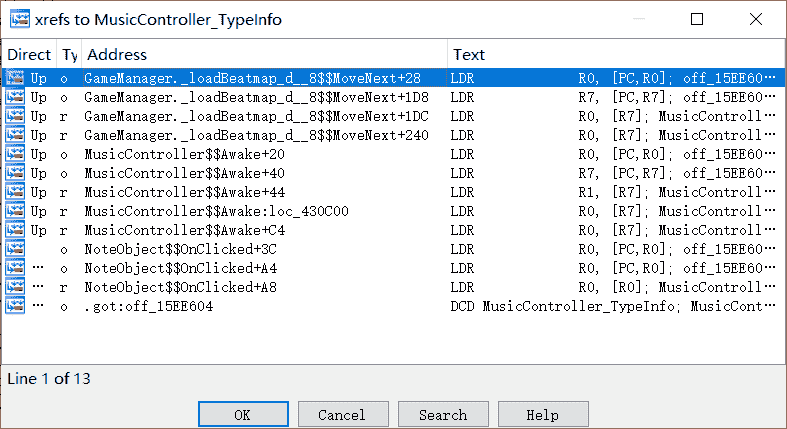 xrefs to MusicController_TypeInfo
Direct Ty Address Text
Up o GameManager._loadBeatmap_d__8$$MoveNext+28 LDR R0, [PC,R0]; off_15EE60…
Up o GameManager._loadBeatmap_d__8$$MoveNext+1D8 LDR R7, [PC,R7]; off_15EE60…
Up r GameManager._loadBeatmap_d__8$$MoveNext+1DC LDR R0, [R7]; MusicControll…
Up r GameManager._loadBeatmap_d__8$$MoveNext+240 LDR R0, [R7]; MusicControll…
Up o MusicController$$Awake+20 LDR R0, [PC,R0]; off_15EE60…
Up o MusicController$$Awake+40 LDR R7, [PC,R7]; off_15EE60…
Up r MusicController$$Awake+44 LDR R1, [R7]; MusicControll…
Up r MusicController$$Awake:loc_430C00 LDR R0, [R7]; MusicControll…
Up r MusicController$$Awake+C4 LDR R0, [R7]; MusicControll…
o NoteObject$$OnClicked+3C LDR R0, [PC,R0]; off_15EE60…
… o NoteObject$$OnClicked+A4 LDR R0, [PC,R0]; off_15EE60…
… r NoteObject$$OnClicked+A8 LDR R0, [R0]; MusicControll…
… o .got:off_15EE604 DCD MusicController_TypeInfo; MusicCont…
Line 1 of 13
OK Cancel Search Help